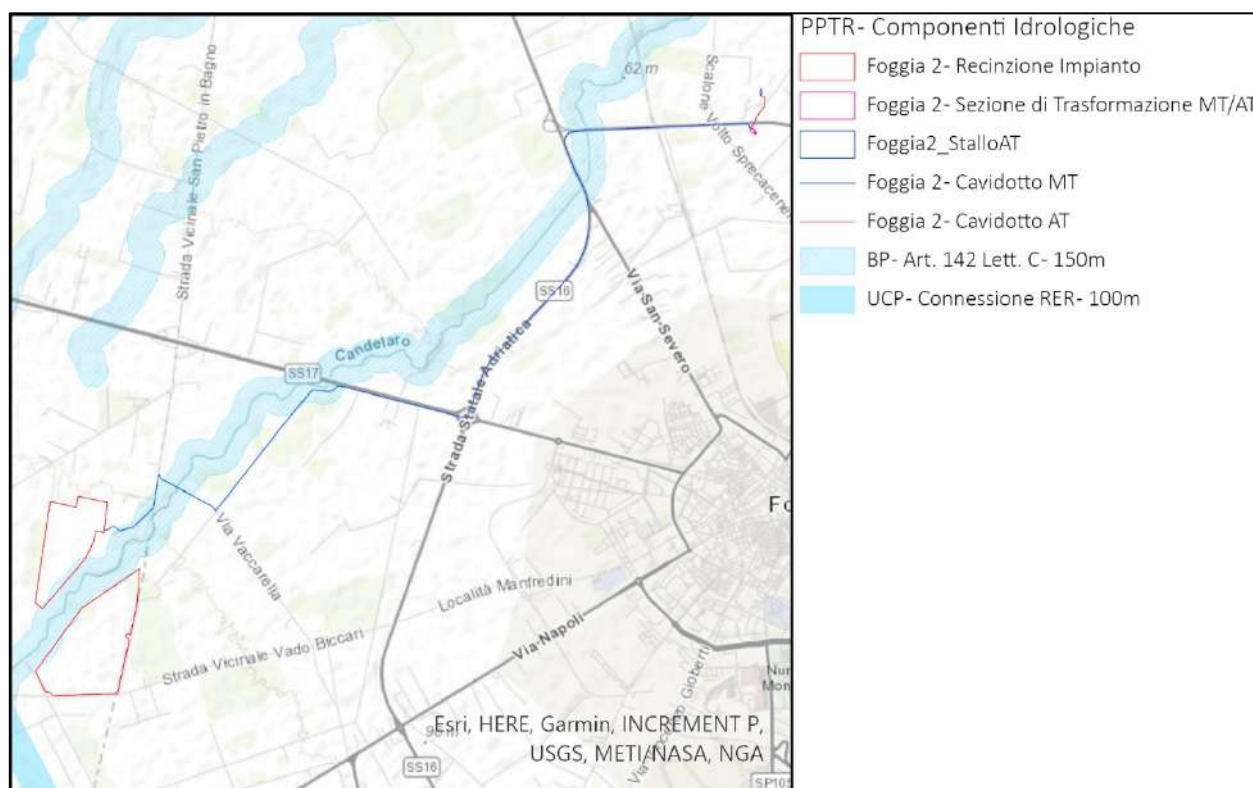 PPTR- Componenti Idrologiche
Foggia 2- Recinzione Impianto
Foggia 2- Sezione di Trasformazione MT/AT
Foggia2_StalloAT
Foggia 2- Cavidotto MT
Foggia 2- Cavidotto AT
BP- Art. 142 Lett. C- 150m
UCP- Connessione RER- 100m
62 m
Strada Vicinale San Pietro in Bagno
SS16
Via San Severo
Candelaro
SS17
Strada Statale Adriatica
Fo
Via Vaccarella
Località Manfredini
Strada Vicinale Vado Biccari
Via Napoli
Esri, HERE, Garmin, INCREMENT P,
USGS, METI/NASA, NGA
SS16
SP105